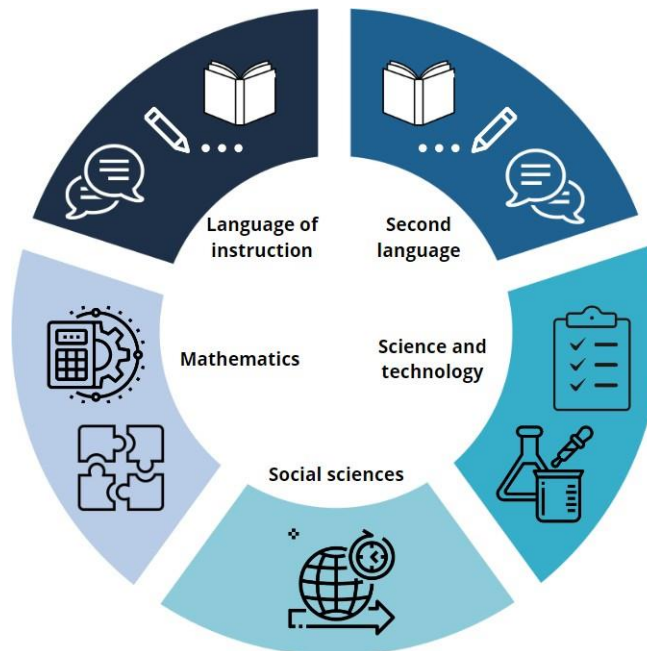 Language of
instruction
Second
language
Mathematics
Science and
technology
Social sciences